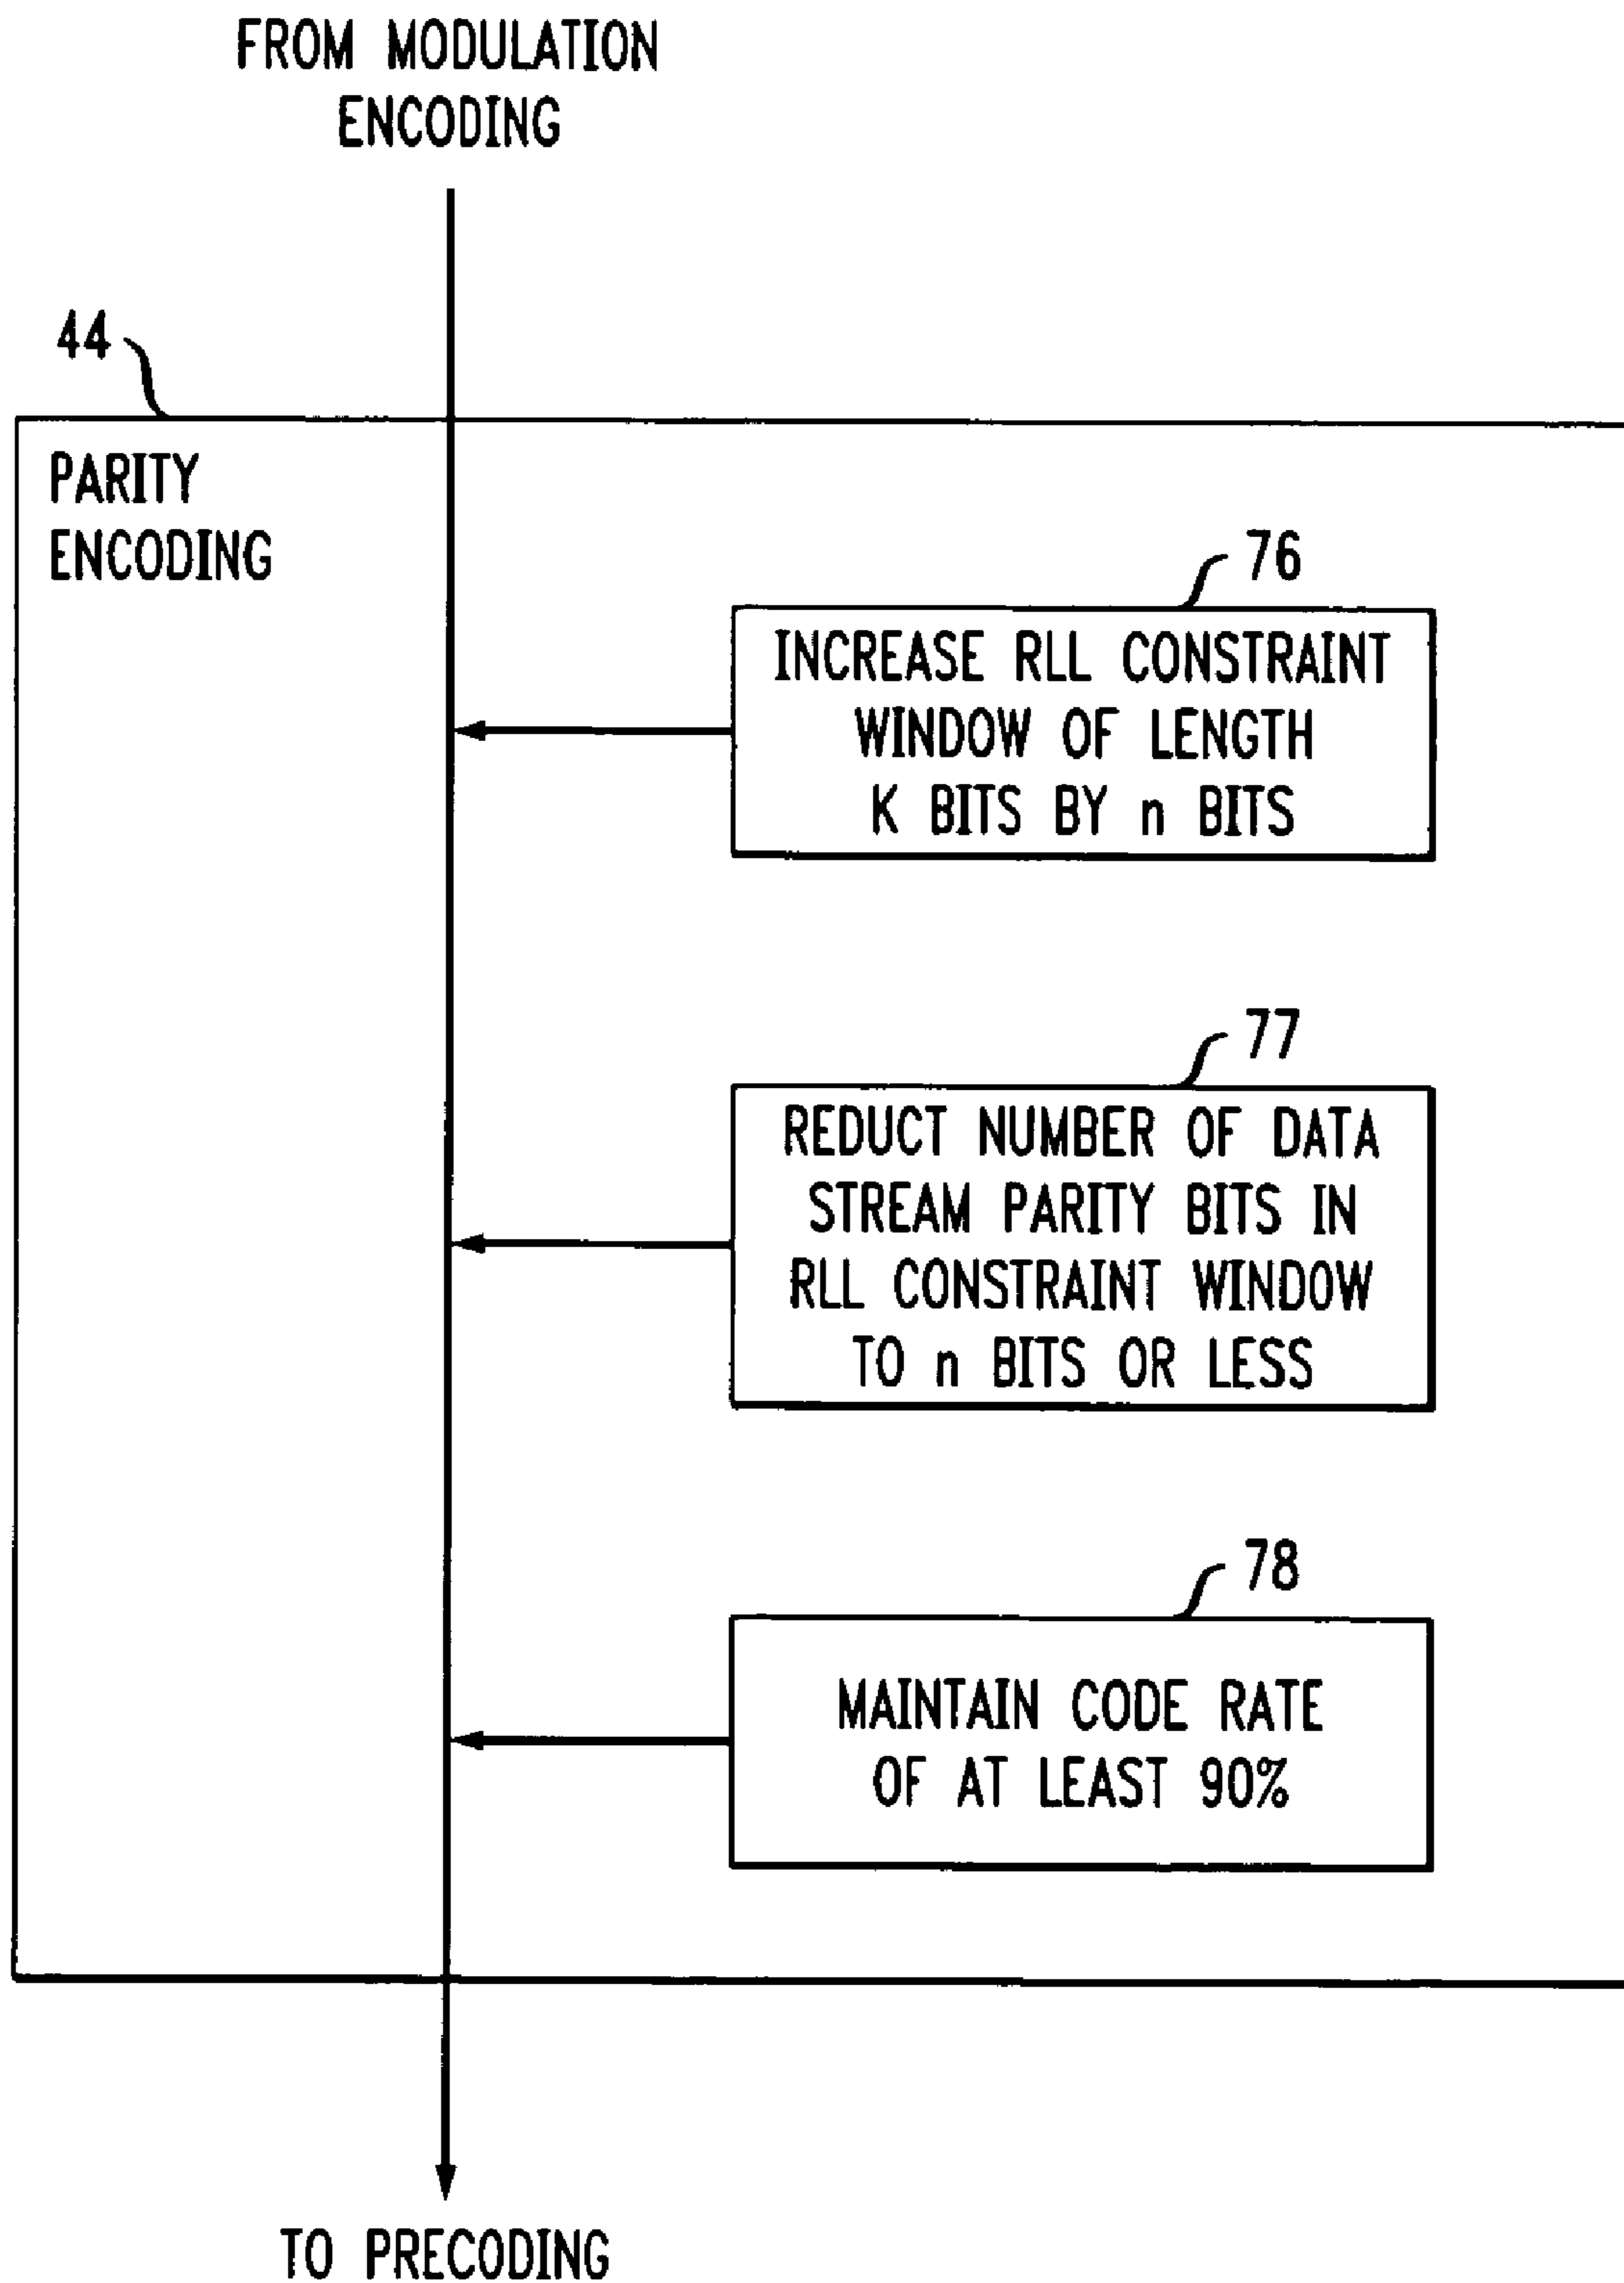 FROM MODULATION
ENCODING
44
PARITY
ENCODING
76
INCREASE RLL CONSTRAINT
WINDOW OF LENGTH
K BITS BY n BITS
77
REDUCT NUMBER OF DATA
STREAM PARITY BITS IN
RLL CONSTRAINT WINDOW
TO n BITS OR LESS
78
MAINTAIN CODE RATE
OF AT LEAST 90%
TO PRECODING